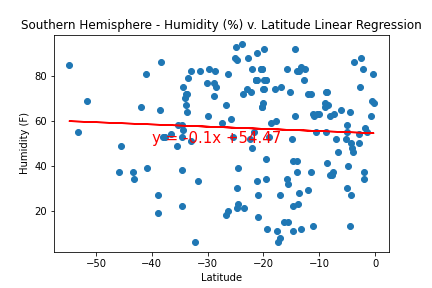 Southern Hemisphere - Humidity (%) v. Latitude Linear Regression
Humidity (F)
80
60
40
20
y =-0.1x +54.47
−50
−40
−30
−20
−10
0
Latitude